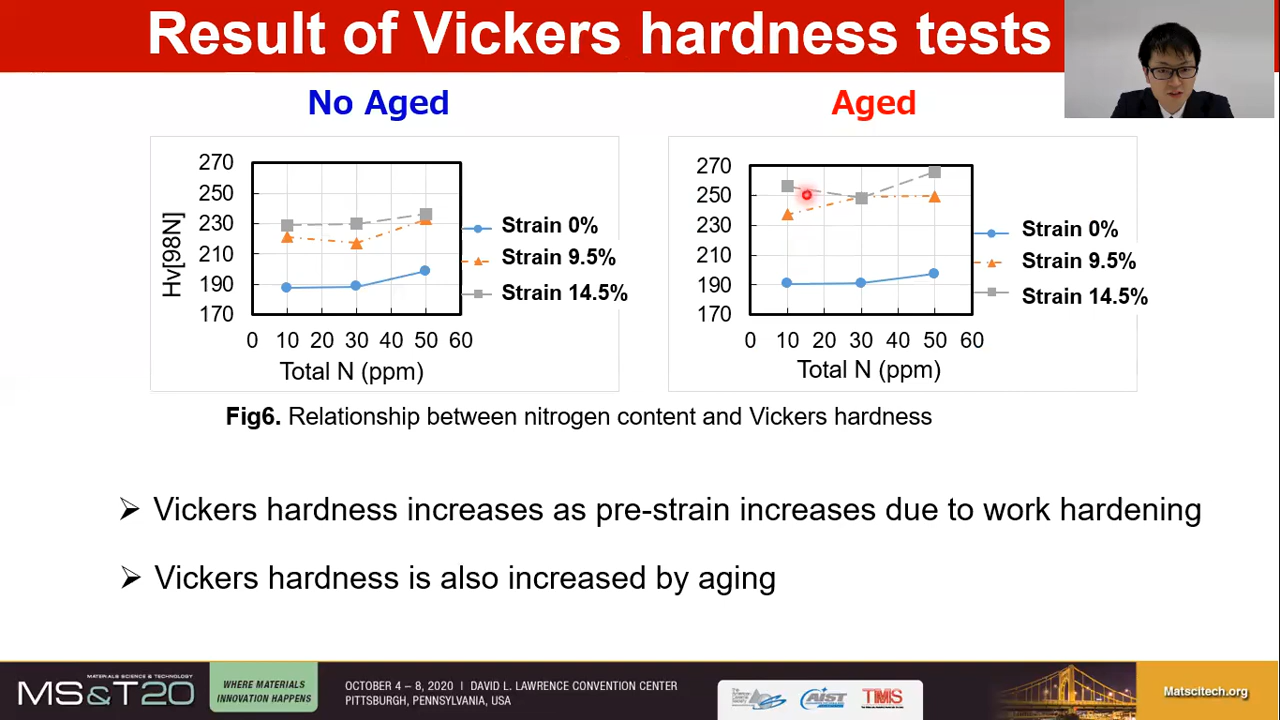 Result of Vickers hardness tests
No Aged
Aged
270
250
230
210
190
170
Hv[98N]
0 10 20 30 40 50 60
Total N (ppm)
Strain 0%
Strain 9.5%
Strain 14.5%
270
250
230
210
190
170
0 10 20 30 40 50 60
Total N (ppm)
Strain 0%
Strain 9.5%
Strain 14.5%
Fig6. Relationship between nitrogen content and Vickers hardness
➢ Vickers hardness increases as pre-strain increases due to work hardening
➢ Vickers hardness is also increased by aging
MATERIALS SCIENCE & TECHNOLOGY
MS&T20
WHERE MATERIALS
INNOVATION HAPPENS
OCTOBER 4 – 8, 2020 | DAVID L. LAWRENCE CONVENTION CENTER
PITTSBURGH, PENNSYLVANIA, USA
The
American
Ceramic
Society
AIST
TMS
Matscitech.org